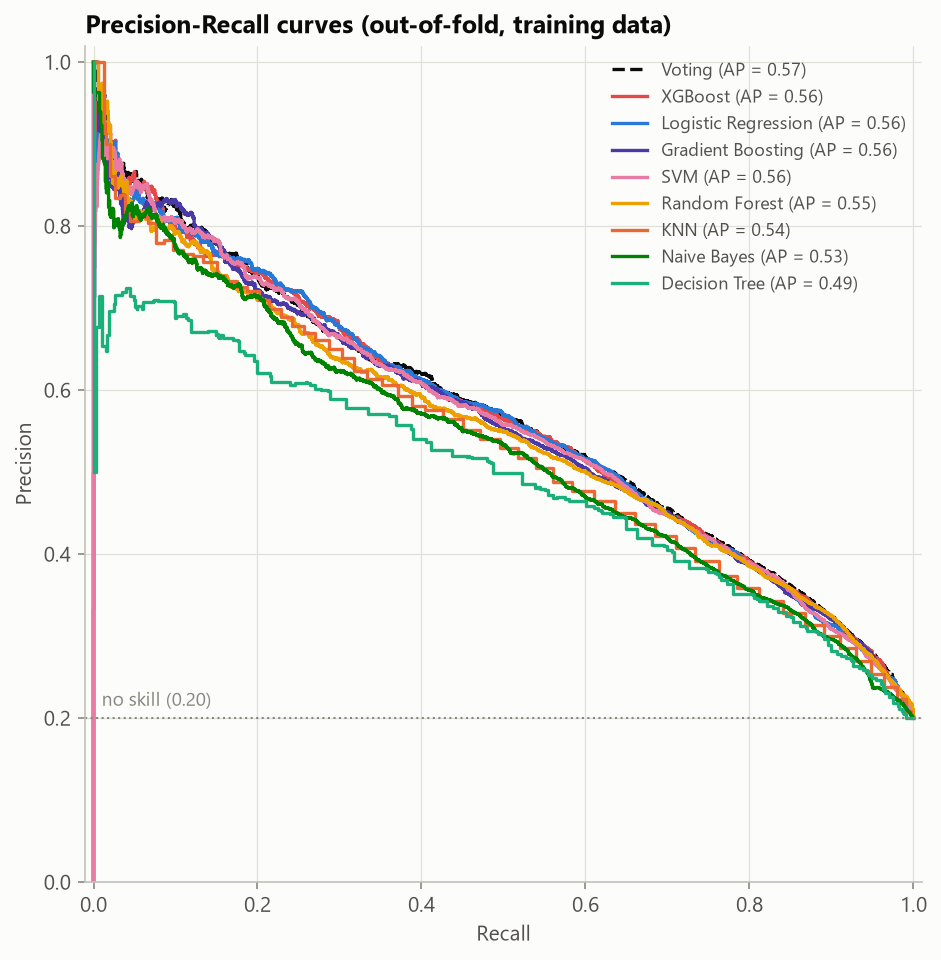 Precision-Recall curves (out-of-fold, training data)
Voting (AP = 0.57)
XGBoost (AP = 0.56)
Logistic Regression (AP = 0.56)
Gradient Boosting (AP = 0.56)
SVM (AP = 0.56)
Random Forest (AP = 0.55)
KNN (AP = 0.54)
Naive Bayes (AP = 0.53)
Decision Tree (AP = 0.49)
1.0
0.8
0.6
0.4
0.2
0.0
Precision
no skill (0.20)
0.0 0.2 0.4 0.6 0.8 1.0
Recall